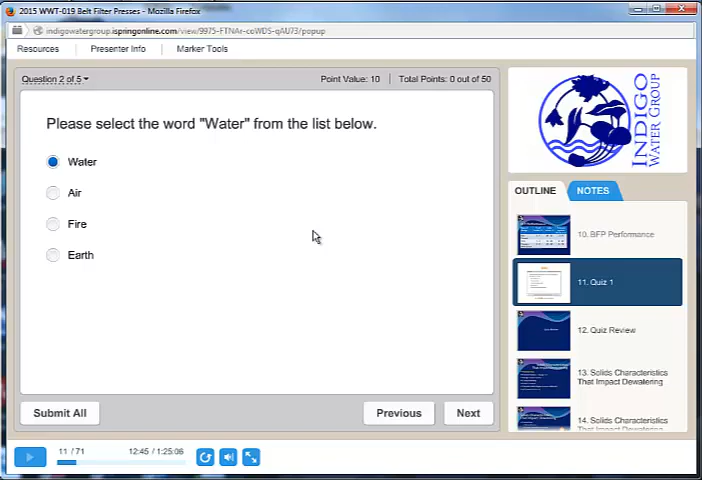 2015 WWT-019 Belt Filter Presses - Mozilla Firefox
indigowatergroup.ispringonline.com/view/9975-FTNAr-coWDS-qAU73/popup
Resources Presenter Info Marker Tools
Question 2 of 5
Point Value: 10 | Total Points: 0 out of 50
Please select the word "Water" from the list below.
Water
Air
Fire
Earth
Submit All
Previous
Next
11 / 71
12:45 / 1:25:06
INDIGO
WATER GROUP
OUTLINE
NOTES
10. BFP Performance
11. Quiz 1
12. Quiz Review
13. Solids Characteristics
That Impact Dewatering
14. Solids Characteristics
That Impact Dewatering